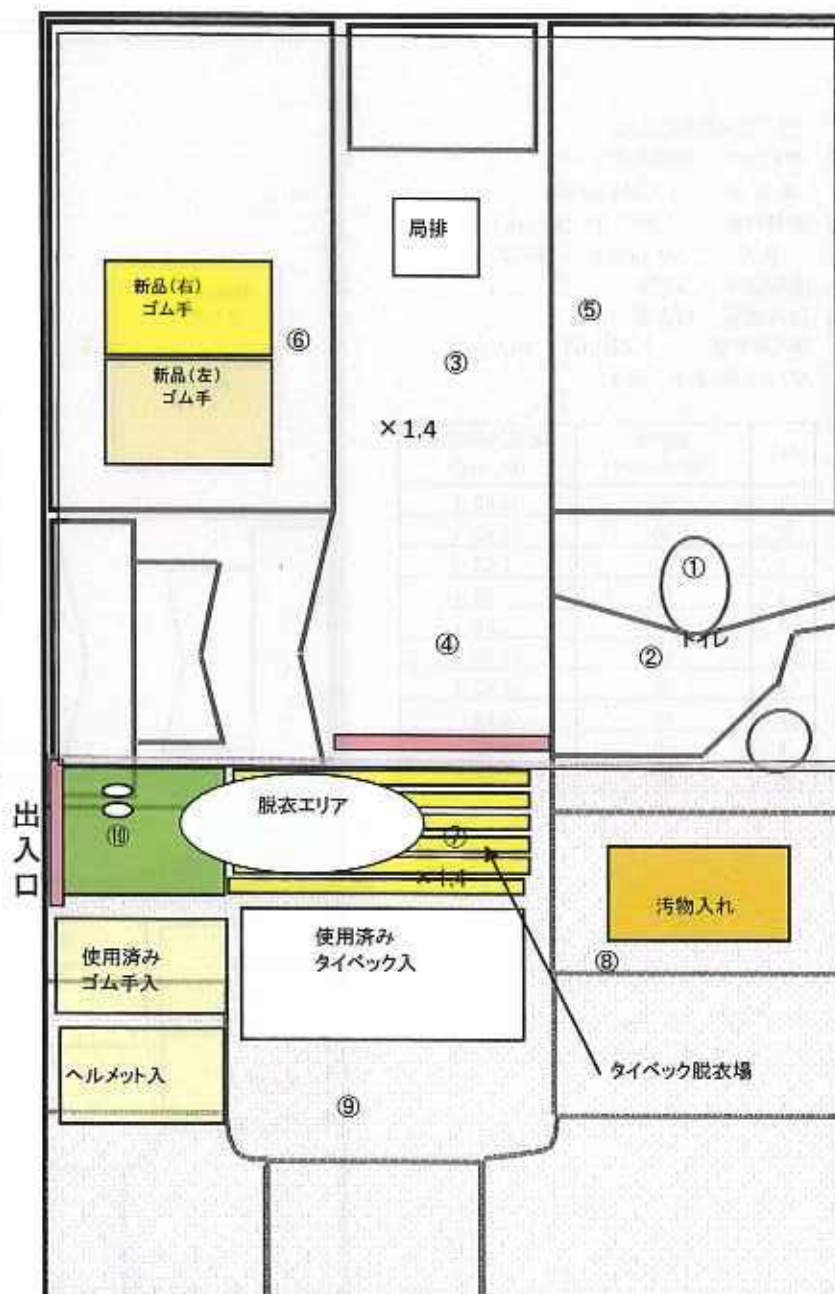 局排
新品(右)
ゴム手
⑥
⑤
③
新品(左)
ゴム手
×1.4
①
トイレ
④
②
出入口
脱衣エリア
⑩
⑦
×1.4
汚物入れ
使用済み
ゴム手入
使用済み
タイベック入
⑧
ヘルメット入
タイベック脱衣場
⑨